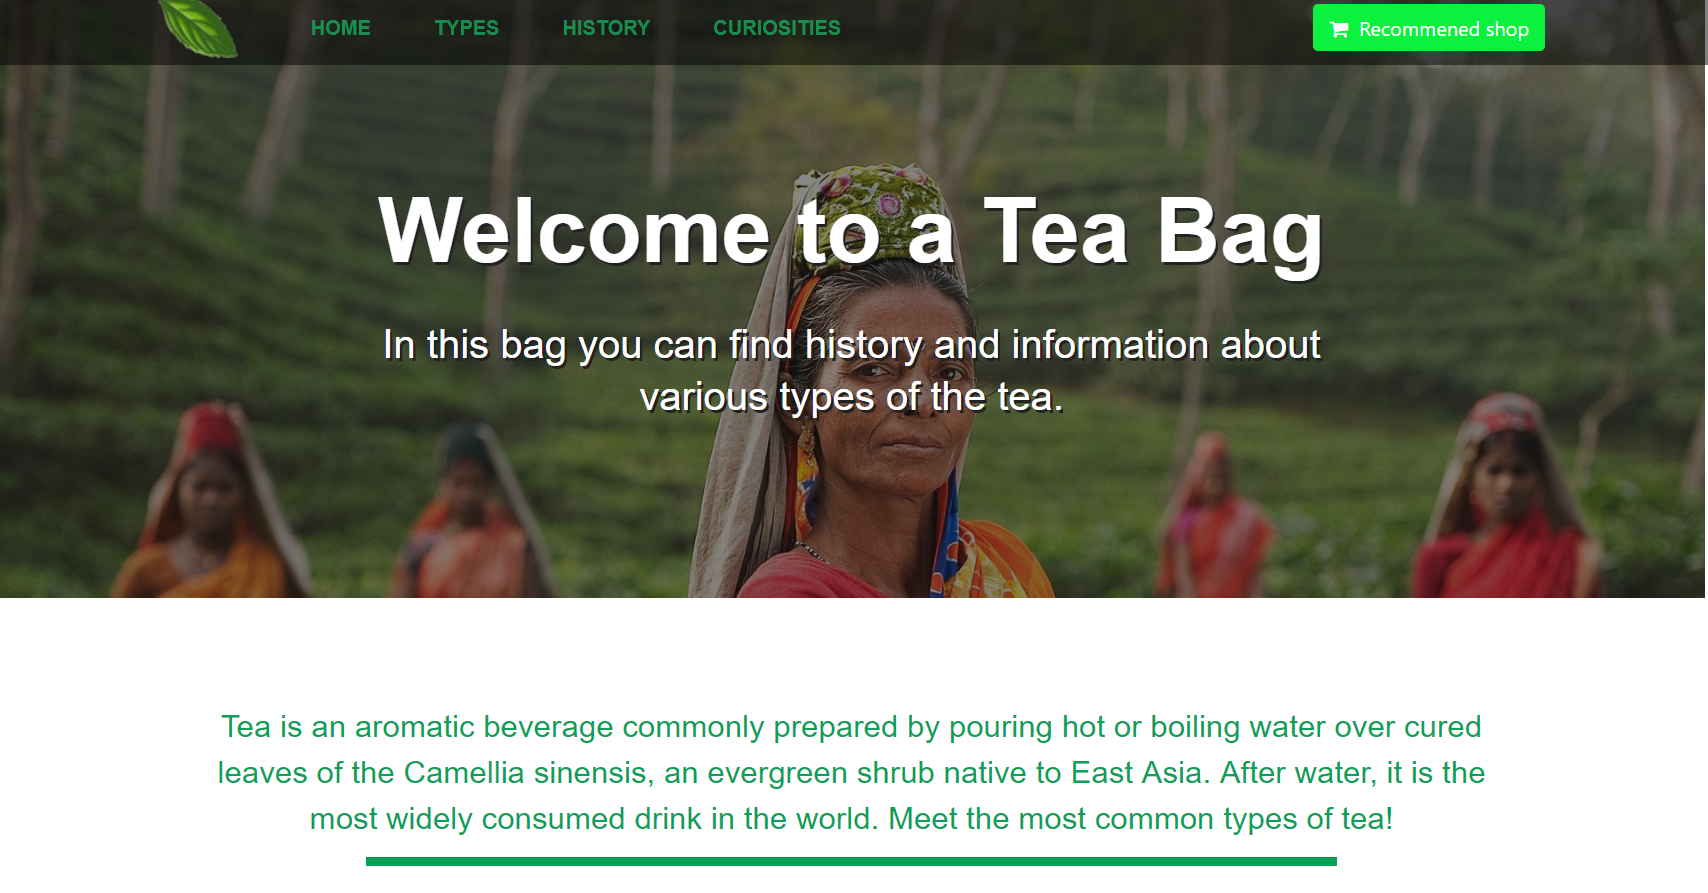 HOME TYPES HISTORY CURIOSITIES Recommened shop
Welcome to a Tea Bag
In this bag you can find history and information about
various types of the tea.
Tea is an aromatic beverage commonly prepared by pouring hot or boiling water over cured
leaves of the Camellia sinensis, an evergreen shrub native to East Asia. After water, it is the
most widely consumed drink in the world. Meet the most common types of tea!